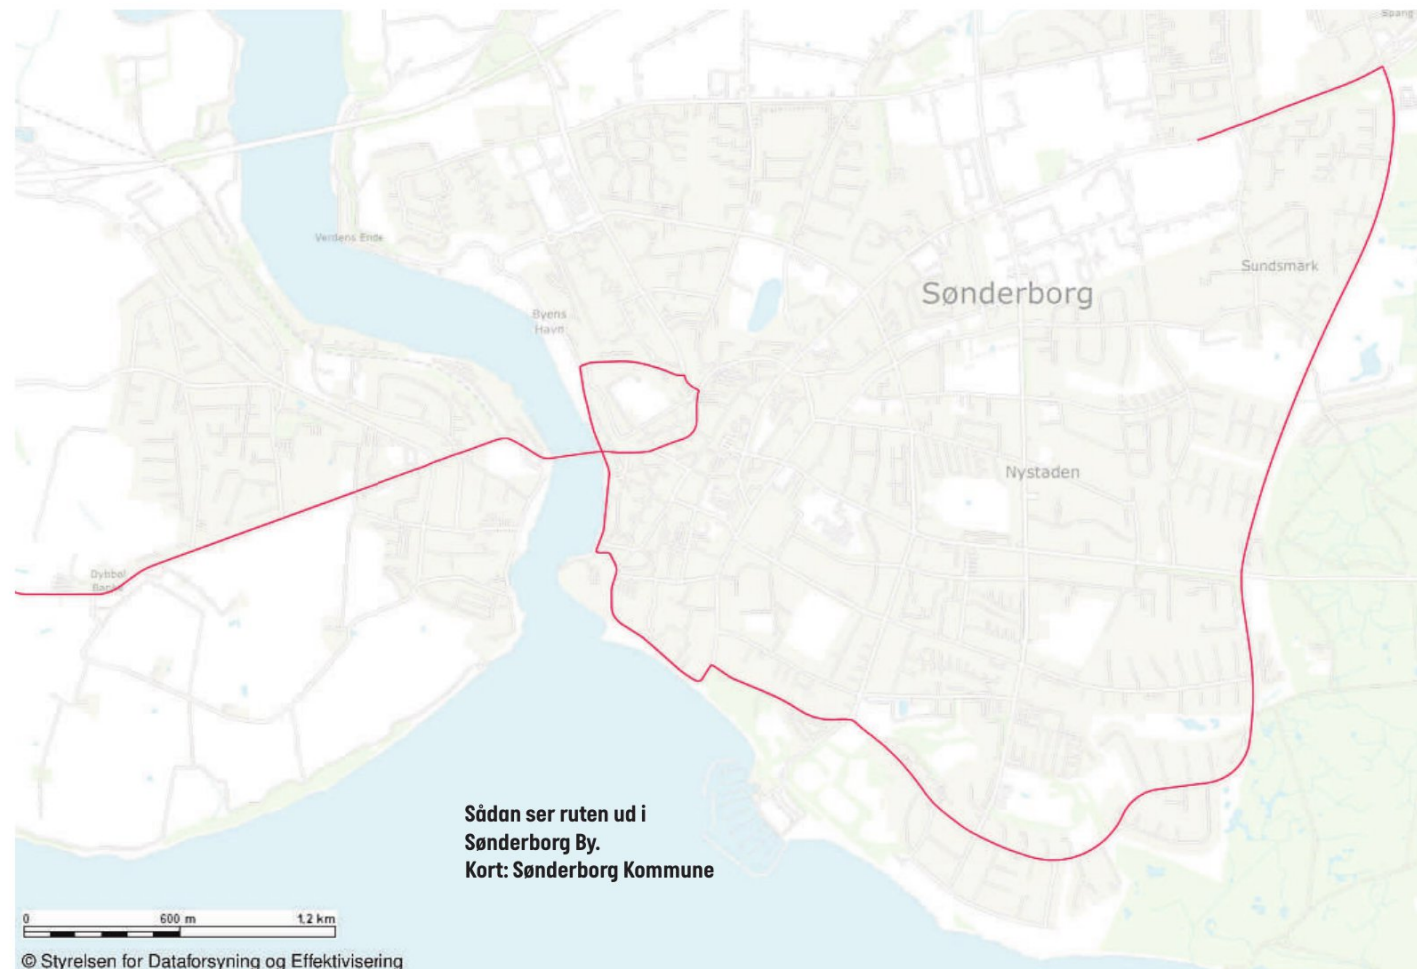 Spang
Verdens Ende
Sundsmark
Sønderborg
Byens
Havn
Nystaden
Dybbøl
Banke
Sådan ser ruten ud i
Sønderborg By.
Kort: Sønderborg Kommune
0 600 m 1,2 km
© Styrelsen for Dataforsyning og Effektivisering